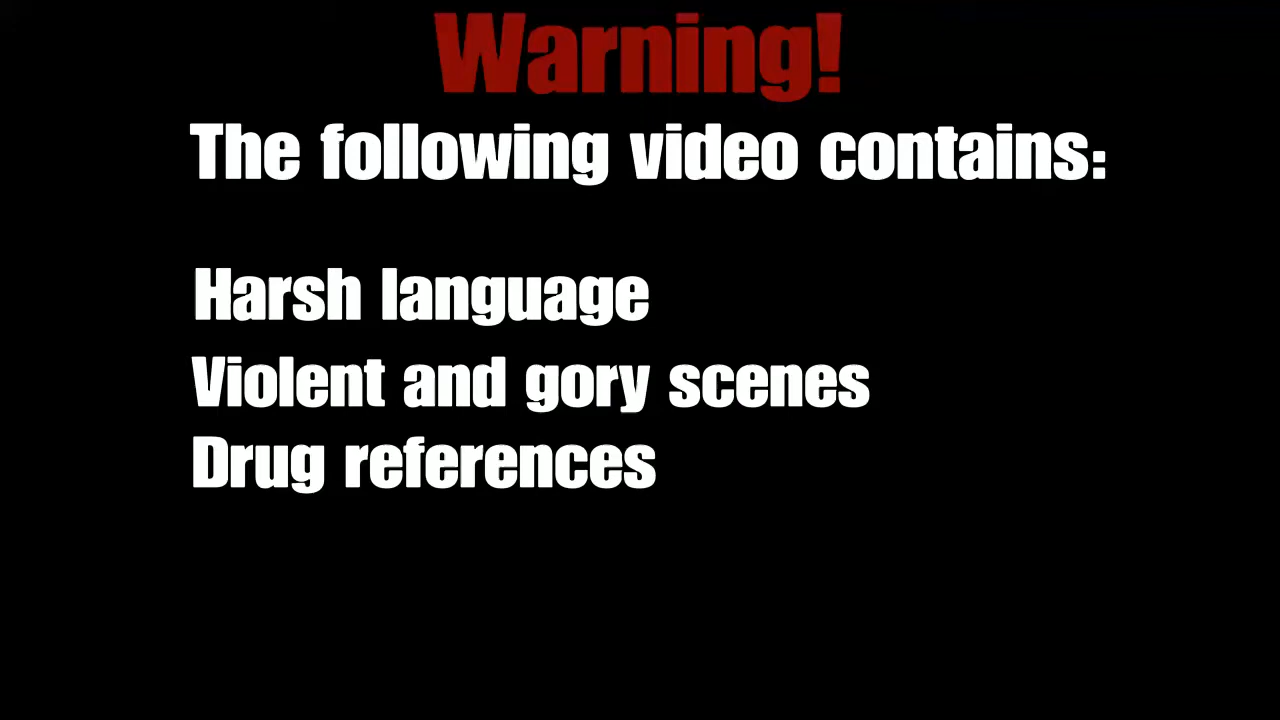 Warning!
The following video contains:
Harsh language
Violent and gory scenes
Drug references